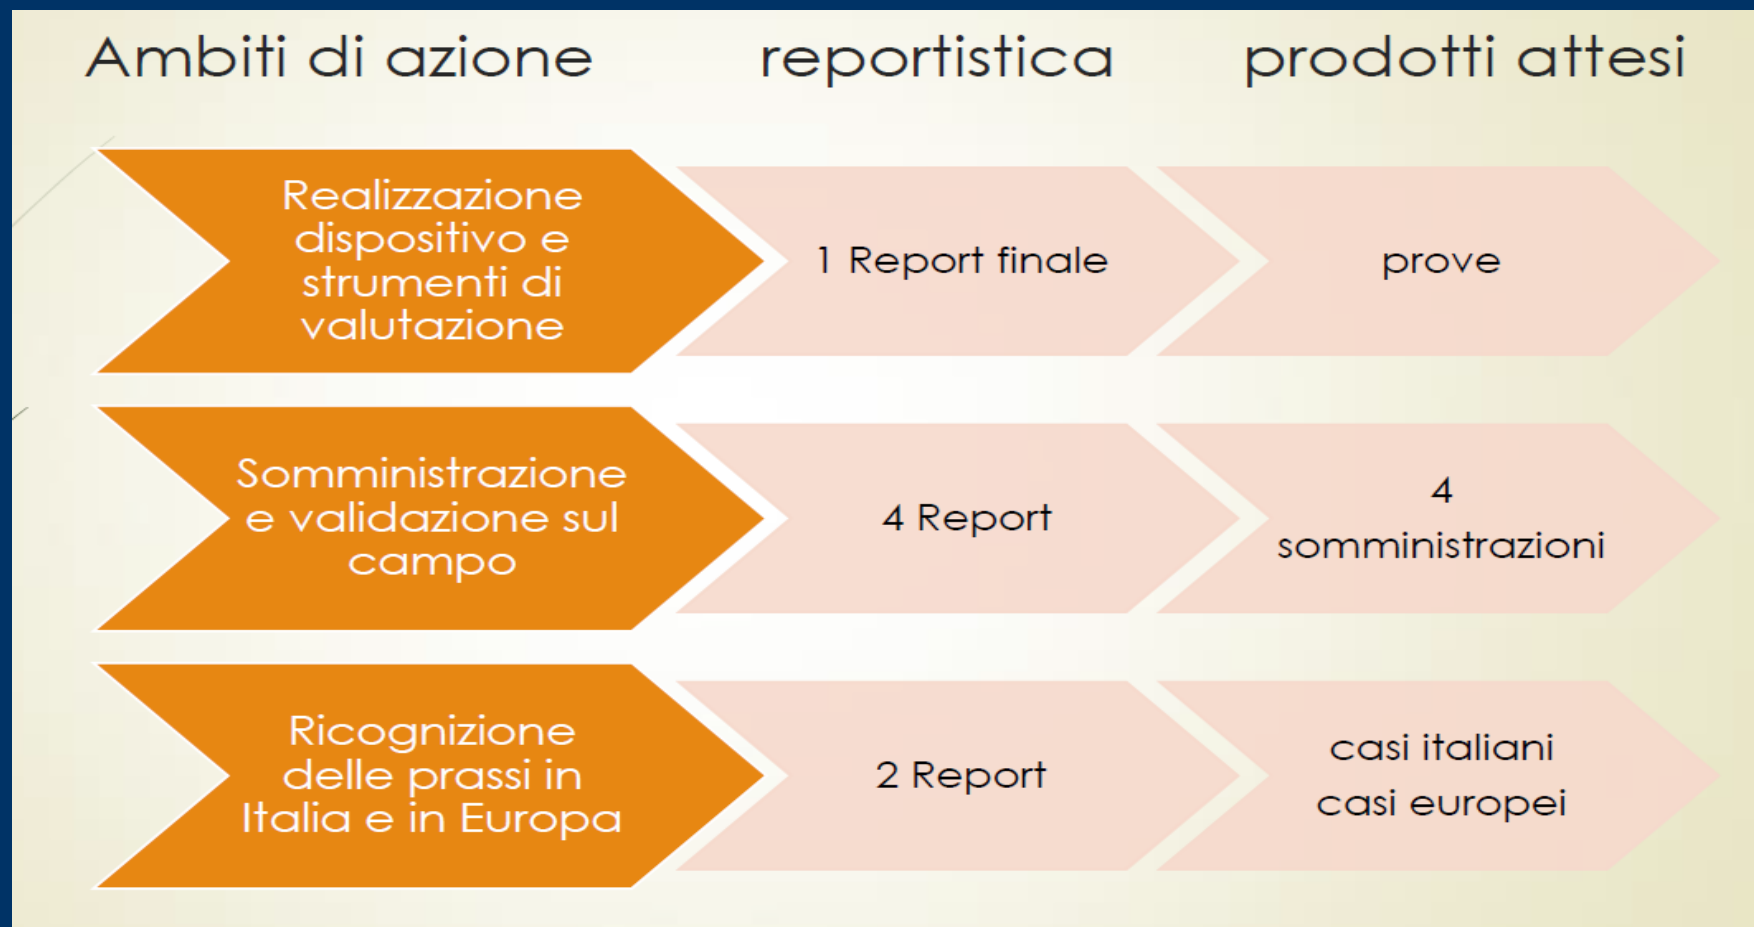 Ambiti di azione
reportistica
prodotti attesi
Realizzazione
dispositivo e
strumenti di
valutazione
1 Report finale
prove
Somministrazione
e validazione sul
campo
4 Report
4
somministrazioni
Ricognizione
delle prassi in
Italia e in Europa
2 Report
casi italiani
casi europei